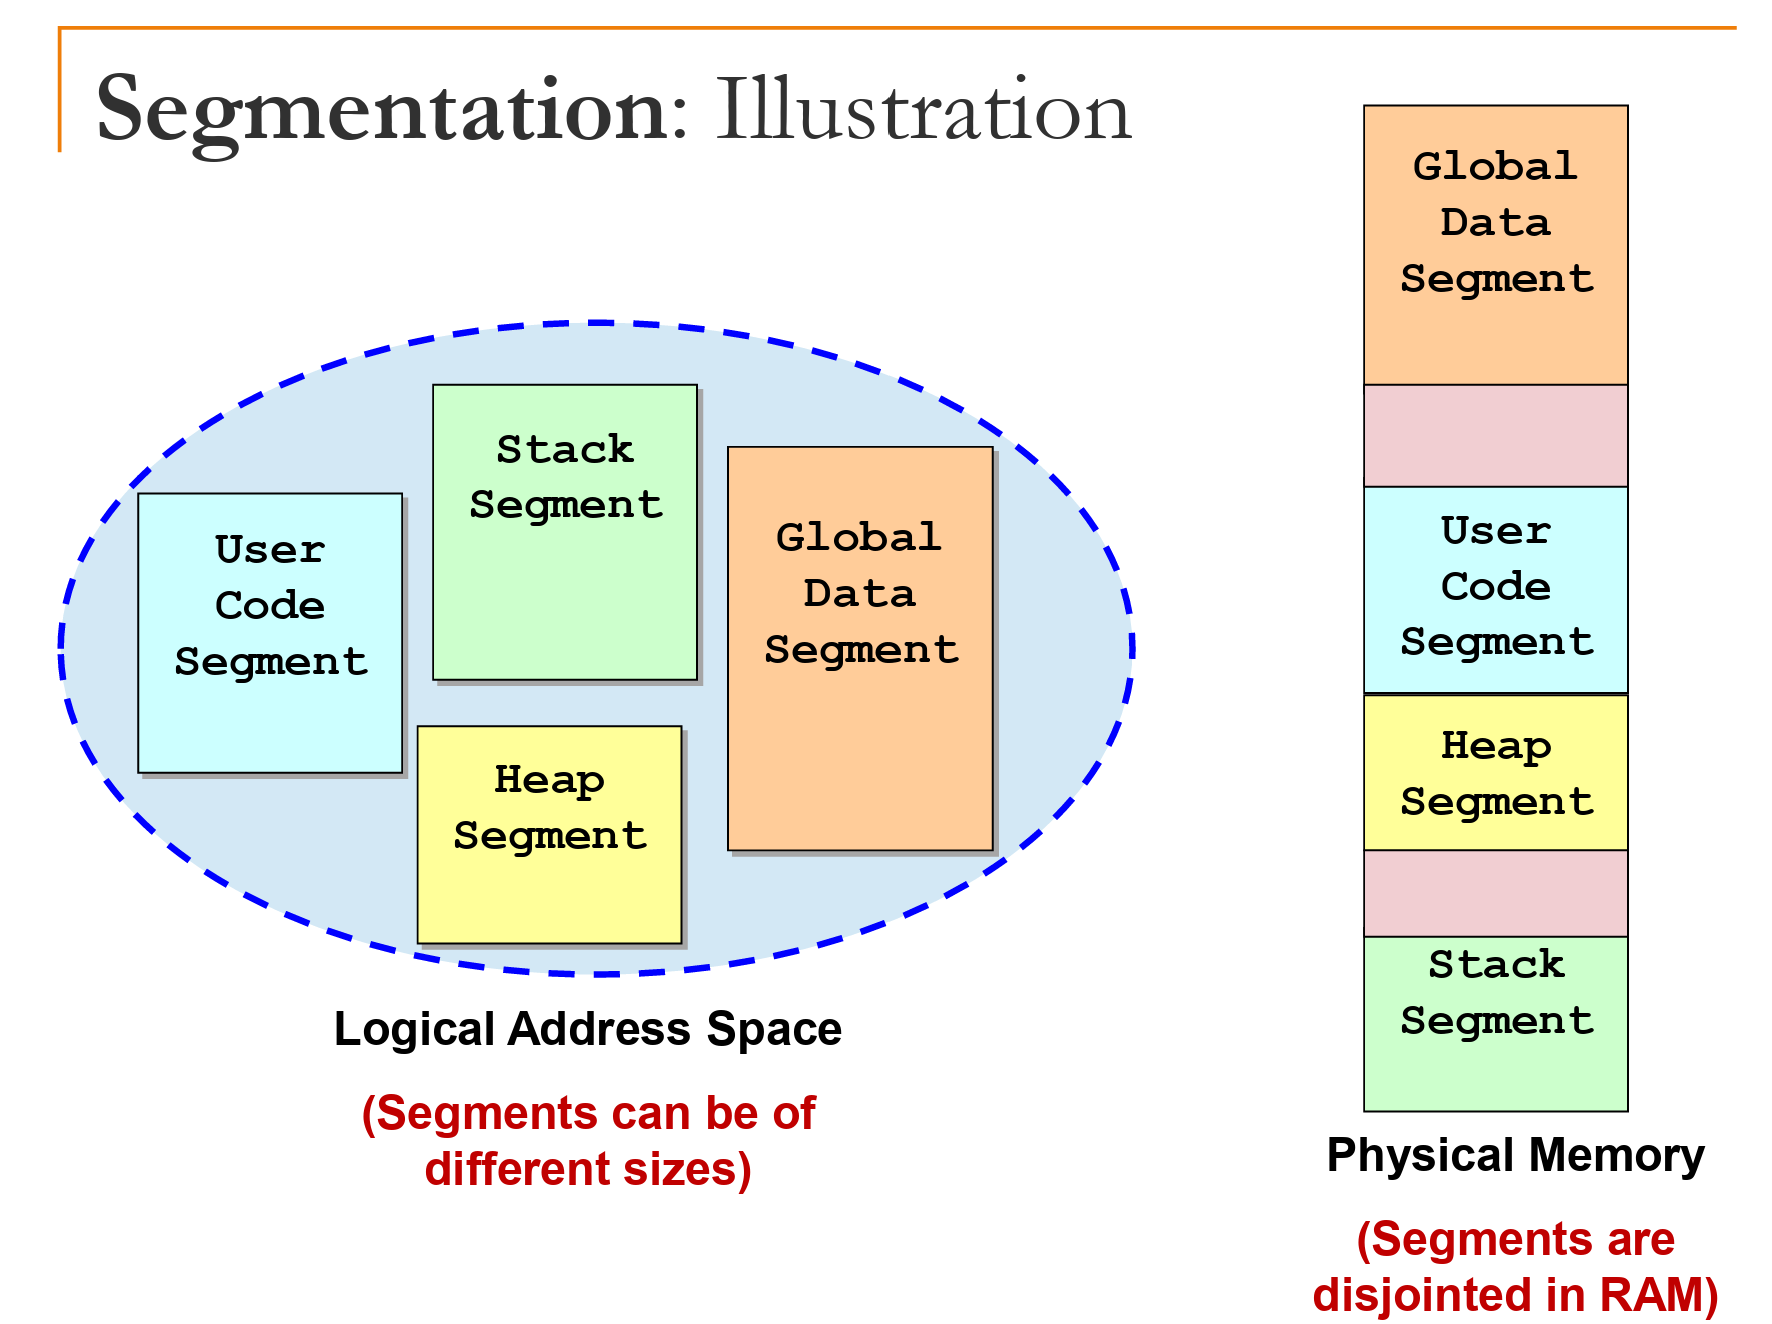 Segmentation: Illustration
User
Code
Segment
Stack
Segment
Global
Data
Segment
Heap
Segment
Logical Address Space
(Segments can be of
different sizes)
Global
Data
Segment
User
Code
Segment
Heap
Segment
Stack
Segment
Physical Memory
(Segments are
disjointed in RAM)